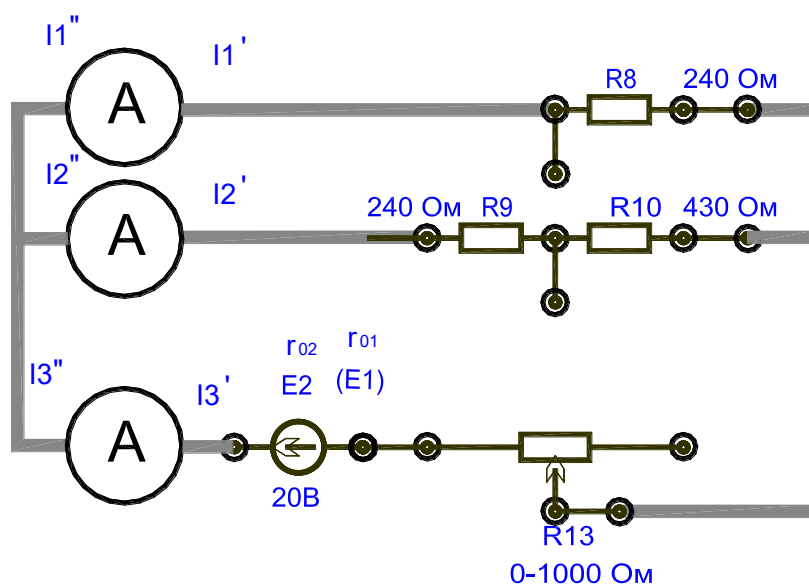 I1" I1'
R8 240 Ом
A
I2" I2'
240 Ом R9 R10 430 Ом
A
r02 r01
I3" I3' E2 (E1)
A
20В
R13
0-1000 Ом